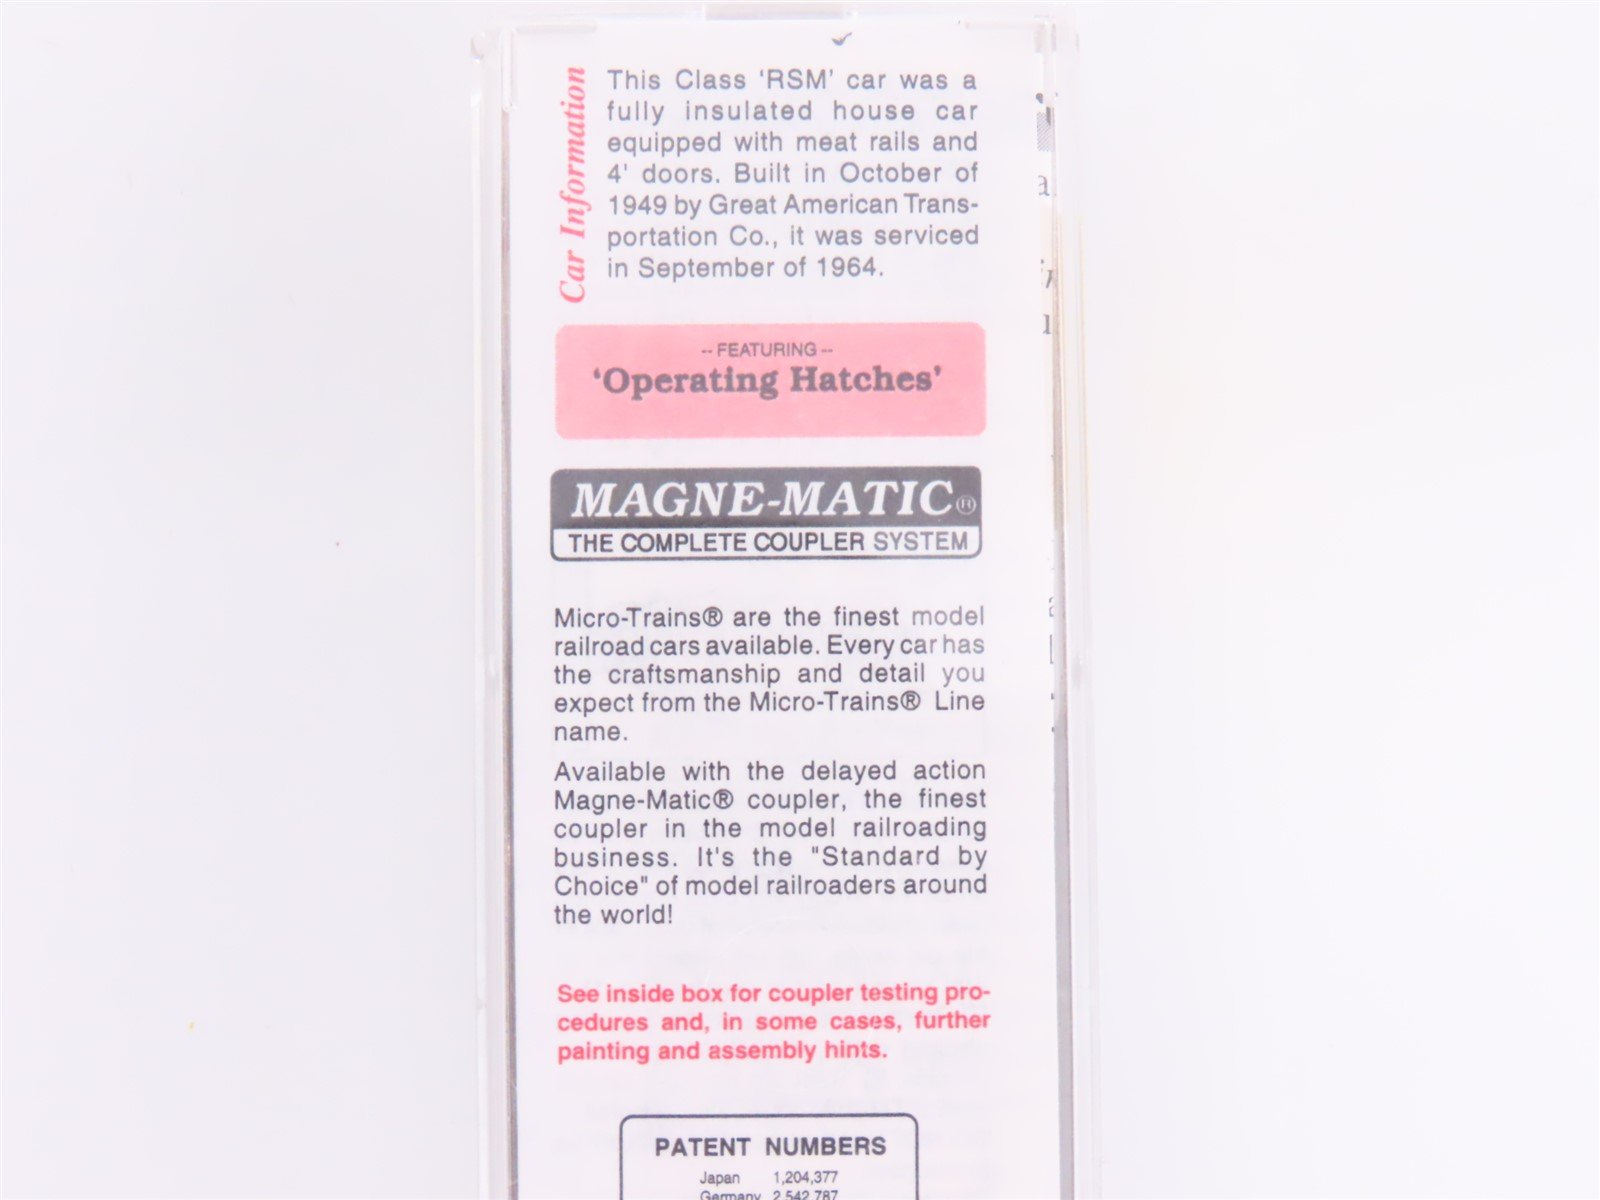 Car Information
This Class 'RSM' car was a
fully insulated house car
equipped with meat rails and
4' doors. Built in October of
1949 by Great American Trans-
portation Co., it was serviced
in September of 1964.
-- FEATURING --
'Operating Hatches'
MAGNE-MATIC®
THE COMPLETE COUPLER SYSTEM
Micro-Trains® are the finest model
railroad cars available. Every car has
the craftsmanship and detail you
expect from the Micro-Trains® Line
name.
Available with the delayed action
Magne-Matic® coupler, the finest
coupler in the model railroading
business. It's the "Standard by
Choice" of model railroaders around
the world!
See inside box for coupler testing pro-
cedures and, in some cases, further
painting and assembly hints.
PATENT NUMBERS
Japan 1,204,377
Germany 2,542,787